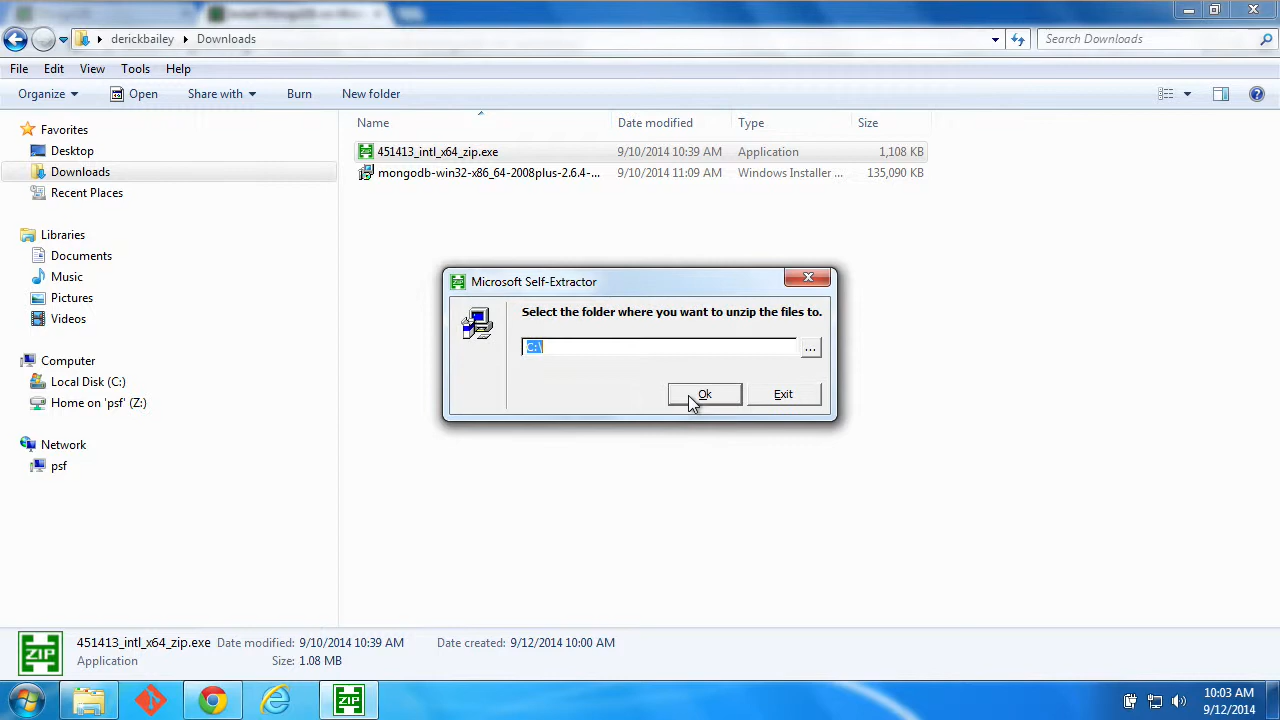 derickbailey
Downloads
Search Downloads
File Edit View Tools Help
Organize Open Share with Burn New folder
Name Date modified Type Size
Favorites
Desktop
Downloads
Recent Places
Libraries
Documents
Music
Pictures
Videos
Computer
Local Disk (C:)
Home on 'psf' (Z:)
Network
psf
451413_intl_x64_zip.exe 9/10/2014 10:39 AM Application 1,108 KB
mongodb-win32-x86_64-2008plus-2.6.4-... 9/10/2014 11:09 AM Windows Installer ... 135,090 KB
ZIP Microsoft Self-Extractor
Select the folder where you want to unzip the files to.
C:\
...
Ok Exit
ZIP
451413_intl_x64_zip.exe Date modified: 9/10/2014 10:39 AM Date created: 9/12/2014 10:00 AM
Application Size: 1.08 MB
ZIP
10:03 AM
9/12/2014